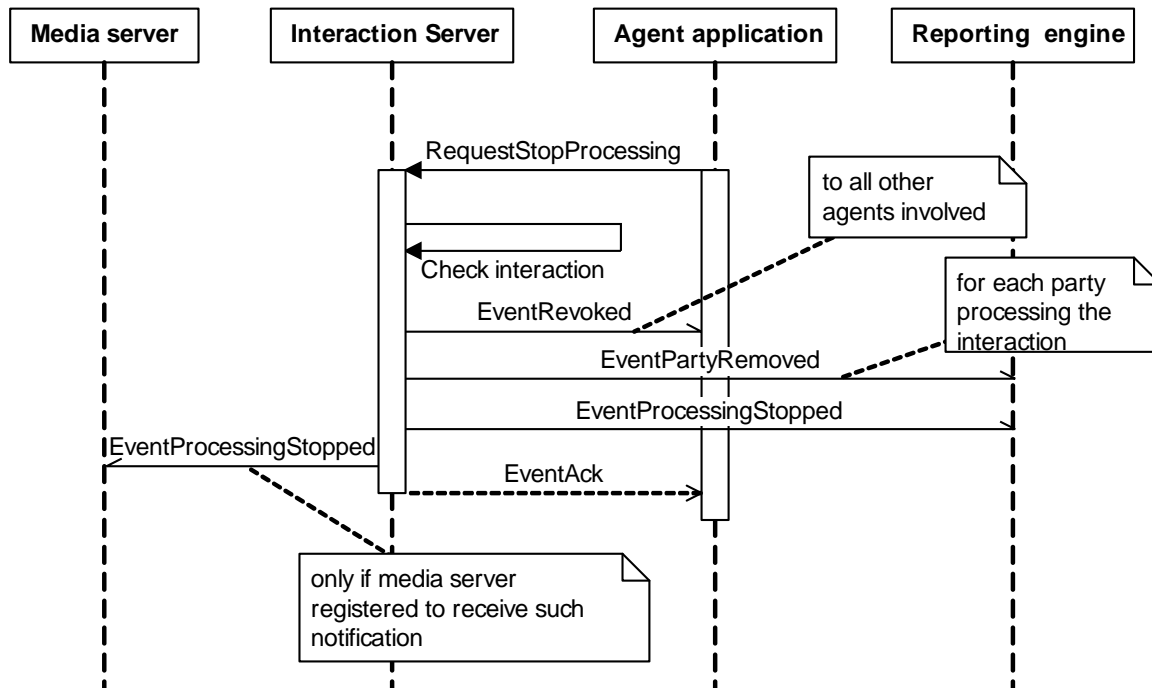 Media server
Interaction Server
Agent application
Reporting engine
RequestStopProcessing
to all other
agents involved
Check interaction
for each party
processing the
interaction
EventRevoked
EventPartyRemoved
EventProcessingStopped
EventProcessingStopped
EventAck
only if media server
registered to receive such
notification